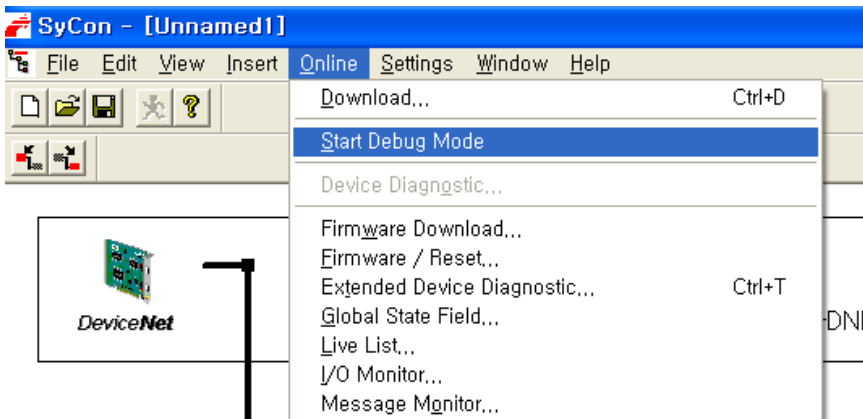 SyCon - [Unnamed1]
File Edit View Insert Online Settings Window Help
Download... Ctrl+D
Start Debug Mode
Device Diagnostic...
Firmware Download...
Firmware / Reset...
Extended Device Diagnostic... Ctrl+T
Global State Field...
Live List...
I/O Monitor...
Message Monitor...
DeviceNet